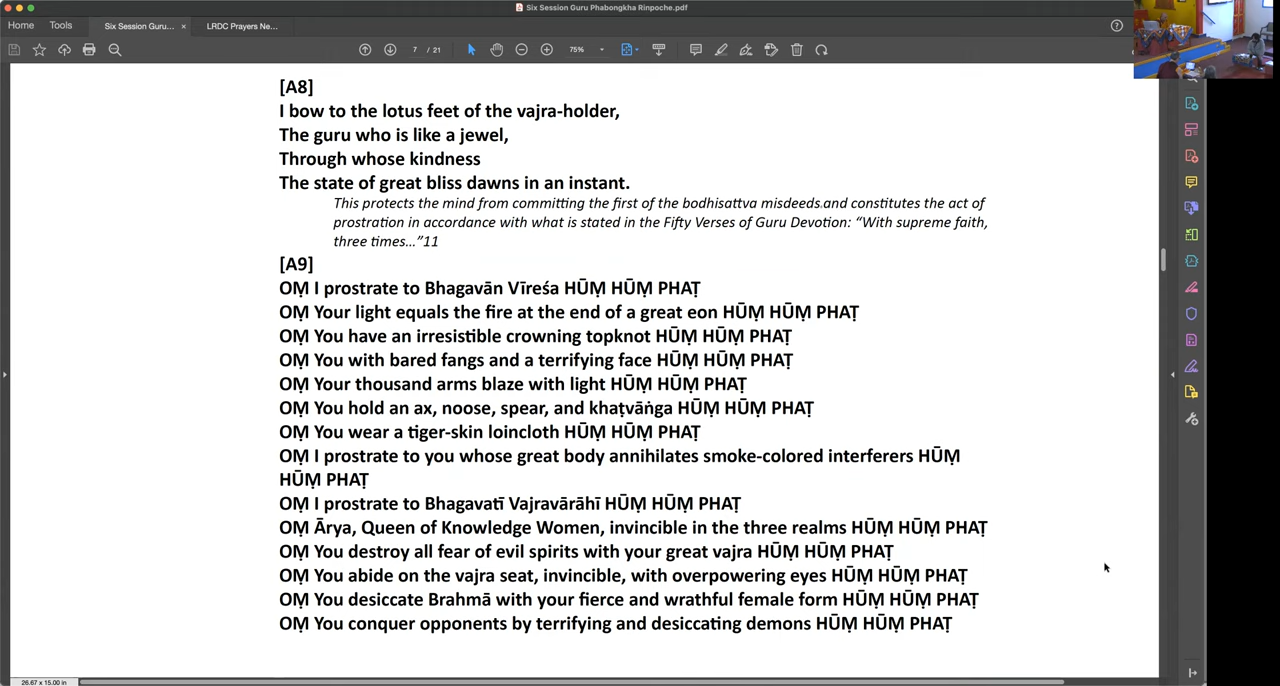 Six Session Guru Phabongkha Rinpoche.pdf
Home Tools Six Session Guru... × LRDC Prayers Ne...
7 / 21 75%
[A8]
I bow to the lotus feet of the vajra-holder,
The guru who is like a jewel,
Through whose kindness
The state of great bliss dawns in an instant.
This protects the mind from committing the first of the bodhisattva misdeeds and constitutes the act of
prostration in accordance with what is stated in the Fifty Verses of Guru Devotion: “With supreme faith,
three times…”11
[A9]
OṂ I prostrate to Bhagavān Vīreśa HŪṂ HŪṂ PHAṬ
OṂ Your light equals the fire at the end of a great eon HŪṂ HŪṂ PHAṬ
OṂ You have an irresistible crowning topknot HŪṂ HŪṂ PHAṬ
OṂ You with bared fangs and a terrifying face HŪṂ HŪṂ PHAṬ
OṂ Your thousand arms blaze with light HŪṂ HŪṂ PHAṬ
OṂ You hold an ax, noose, spear, and khaṭvāṅga HŪṂ HŪṂ PHAṬ
OṂ You wear a tiger-skin loincloth HŪṂ HŪṂ PHAṬ
OṂ I prostrate to you whose great body annihilates smoke-colored interferers HŪṂ
HŪṂ PHAṬ
OṂ I prostrate to Bhagavatī Vajravārāhī HŪṂ HŪṂ PHAṬ
OṂ Ārya, Queen of Knowledge Women, invincible in the three realms HŪṂ HŪṂ PHAṬ
OṂ You destroy all fear of evil spirits with your great vajra HŪṂ HŪṂ PHAṬ
OṂ You abide on the vajra seat, invincible, with overpowering eyes HŪṂ HŪṂ PHAṬ
OṂ You desiccate Brahmā with your fierce and wrathful female form HŪṂ HŪṂ PHAṬ
OṂ You conquer opponents by terrifying and desiccating demons HŪṂ HŪṂ PHAṬ
26.67 x 15.00 in